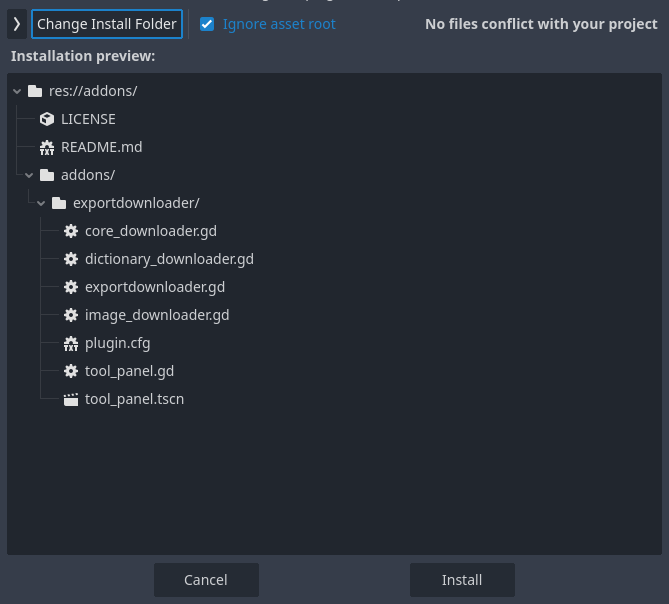 Change Install Folder Ignore asset root No files conflict with your project
Installation preview:
res://addons/
LICENSE
README.md
addons/
exportdownloader/
core_downloader.gd
dictionary_downloader.gd
exportdownloader.gd
image_downloader.gd
plugin.cfg
tool_panel.gd
tool_panel.tscn
Cancel Install